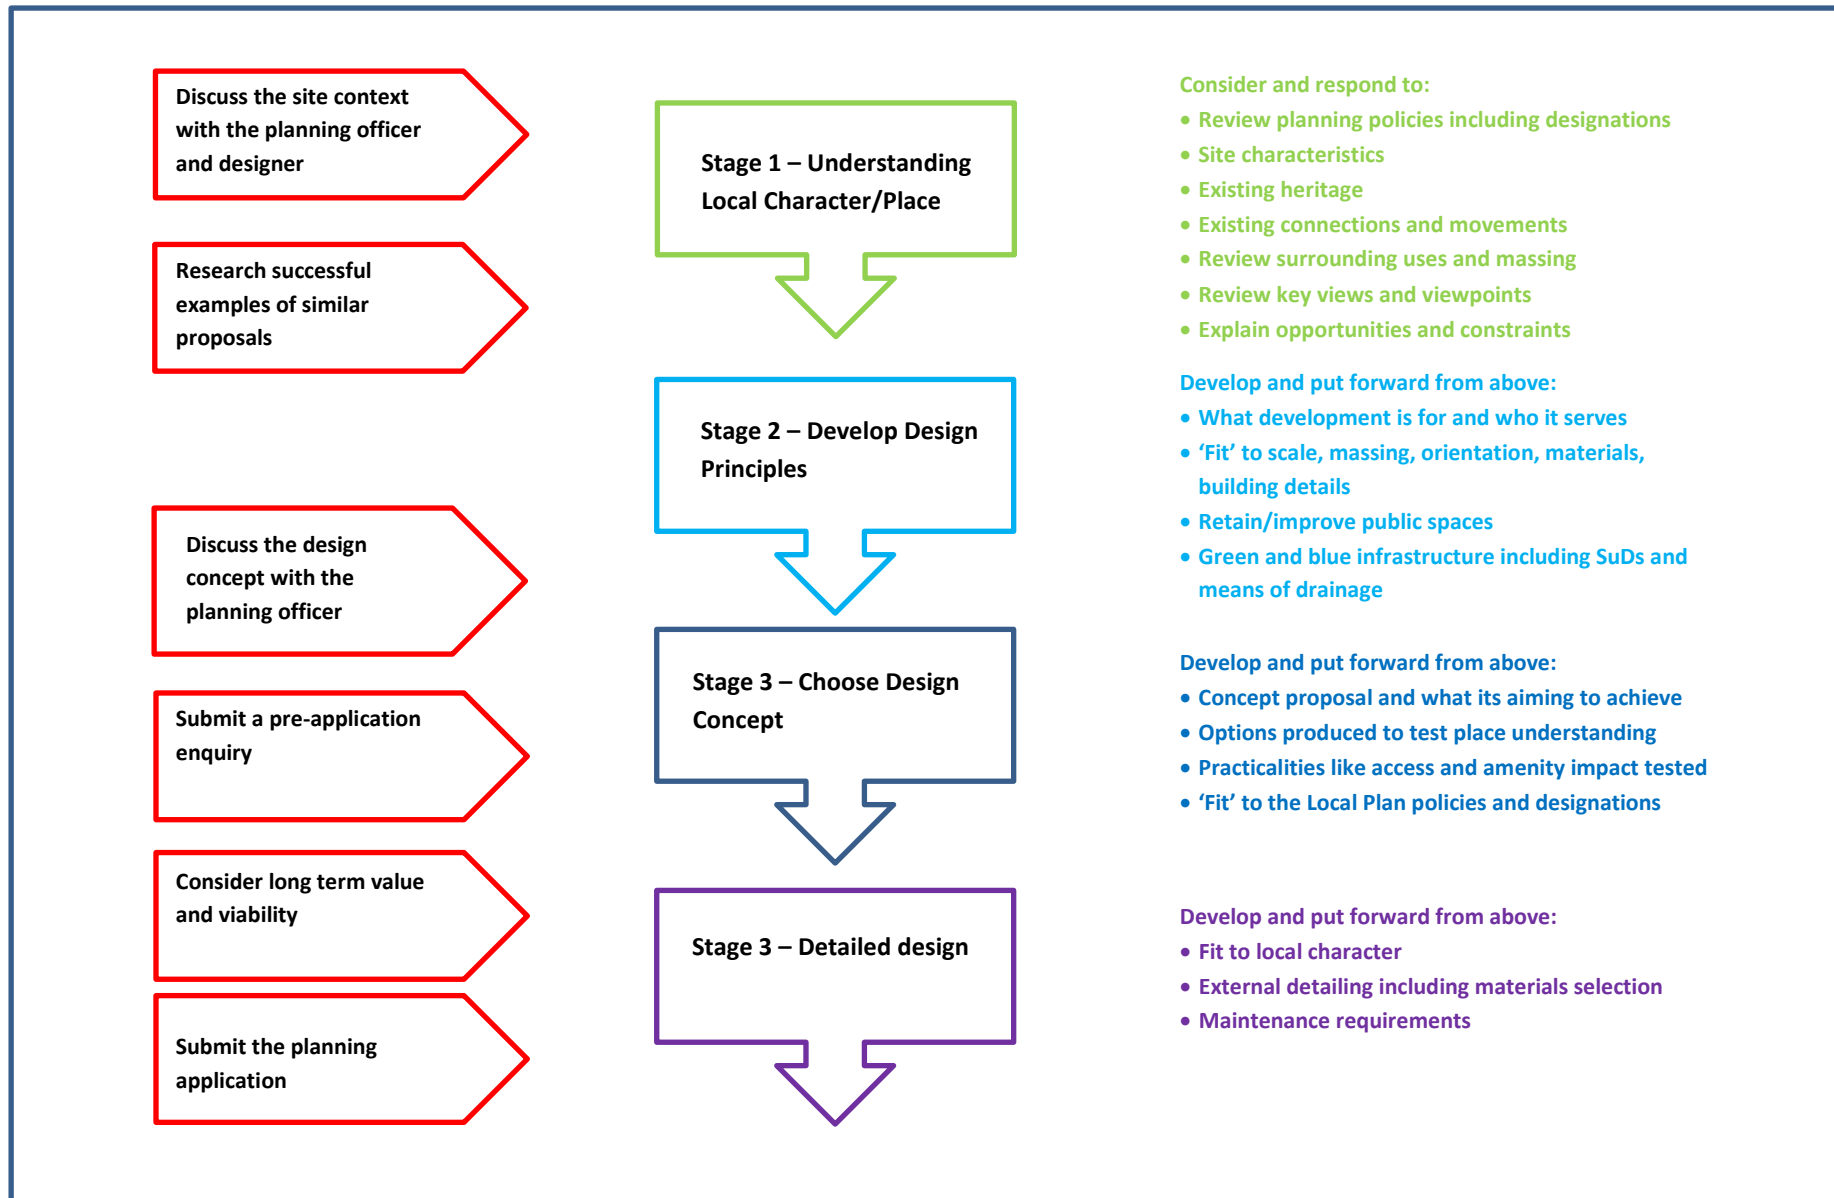 Discuss the site context
with the planning officer
and designer
Research successful
examples of similar
proposals
Discuss the design
concept with the
planning officer
Submit a pre-application
enquiry
Consider long term value
and viability
Submit the planning
application
Stage 1 – Understanding
Local Character/Place
Stage 2 – Develop Design
Principles
Stage 3 – Choose Design
Concept
Stage 3 – Detailed design
Consider and respond to:
• Review planning policies including designations
• Site characteristics
• Existing heritage
• Existing connections and movements
• Review surrounding uses and massing
• Review key views and viewpoints
• Explain opportunities and constraints
Develop and put forward from above:
• What development is for and who it serves
• ‘Fit’ to scale, massing, orientation, materials,
building details
• Retain/improve public spaces
• Green and blue infrastructure including SuDs and
means of drainage
Develop and put forward from above:
• Concept proposal and what its aiming to achieve
• Options produced to test place understanding
• Practicalities like access and amenity impact tested
• ‘Fit’ to the Local Plan policies and designations
Develop and put forward from above:
• Fit to local character
• External detailing including materials selection
• Maintenance requirements